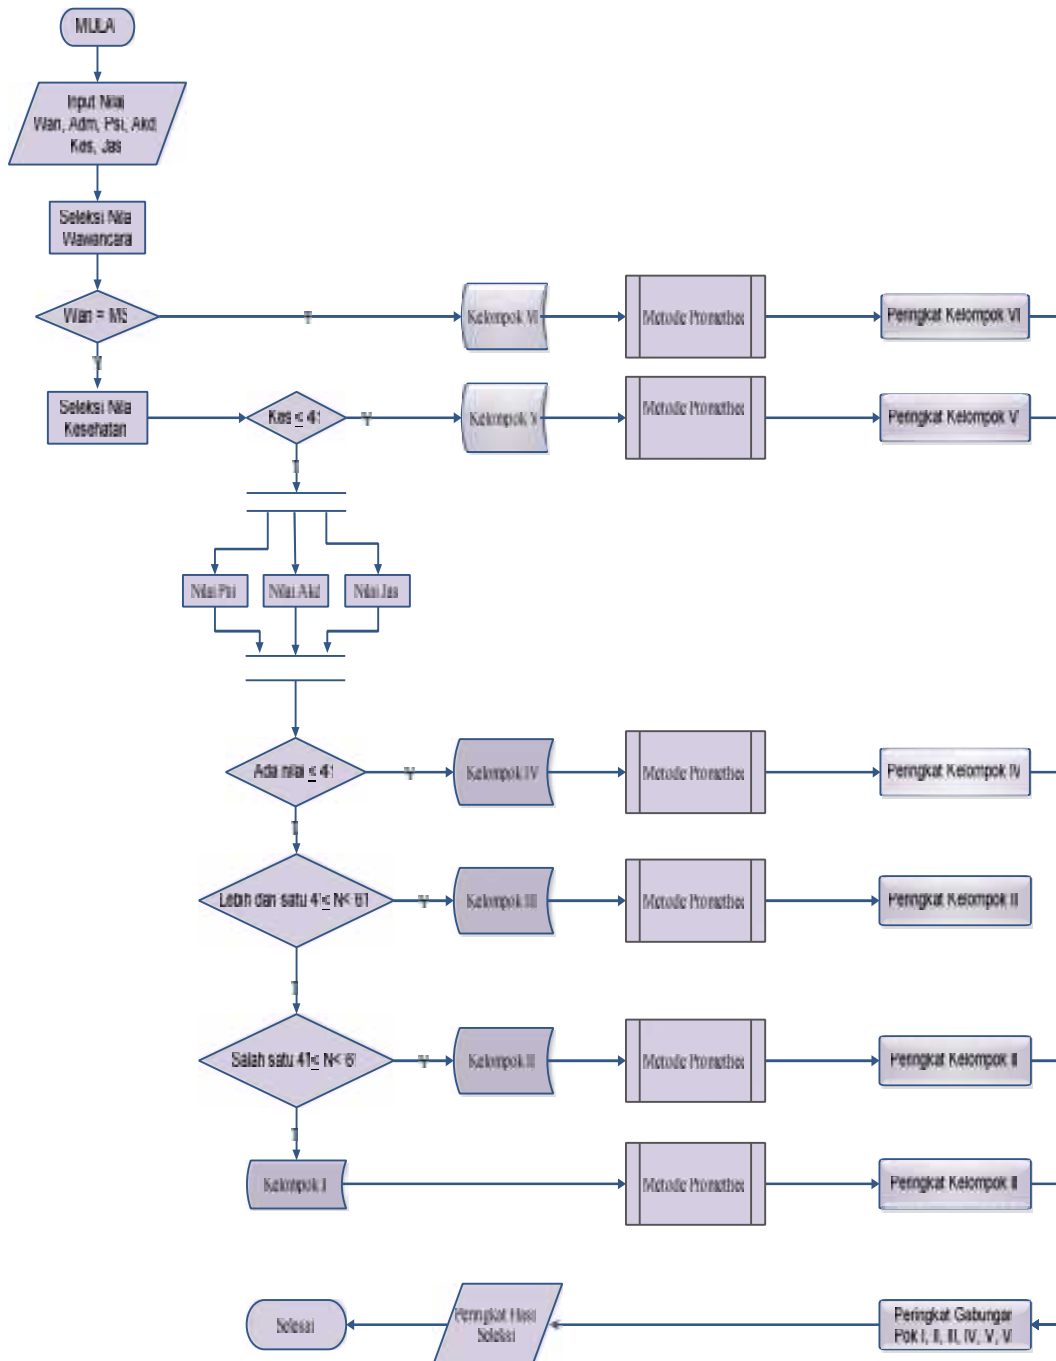 MULA
Input Nilai
Wan, Adm, Psi, Akd
Kes, Jas
Seleksi Nilai
Wawancara
Wan = MS
T
Kelompok VI
Metode Promethee
Peringkat Kelompok VI
Y
Seleksi Nilai
Kesehatan
Kes ≤ 41
Y
Kelompok V
Metode Promethee
Peringkat Kelompok V
T
Nilai Psi
Nilai Akd
Nilai Jas
Ada nilai ≤ 41
Y
Kelompok IV
Metode Promethee
Peringkat Kelompok IV
T
Lebih dari satu 41≤ N< 61
Y
Kelompok III
Metode Promethee
Peringkat Kelompok III
T
Salah satu 41≤ N< 61
Y
Kelompok II
Metode Promethee
Peringkat Kelompok II
T
Kelompok I
Metode Promethee
Peringkat Kelompok II
Selesai
Peringkat Hasil
Seleksi
Peringkat Gabungan
Pok I, II, III, IV, V, VI